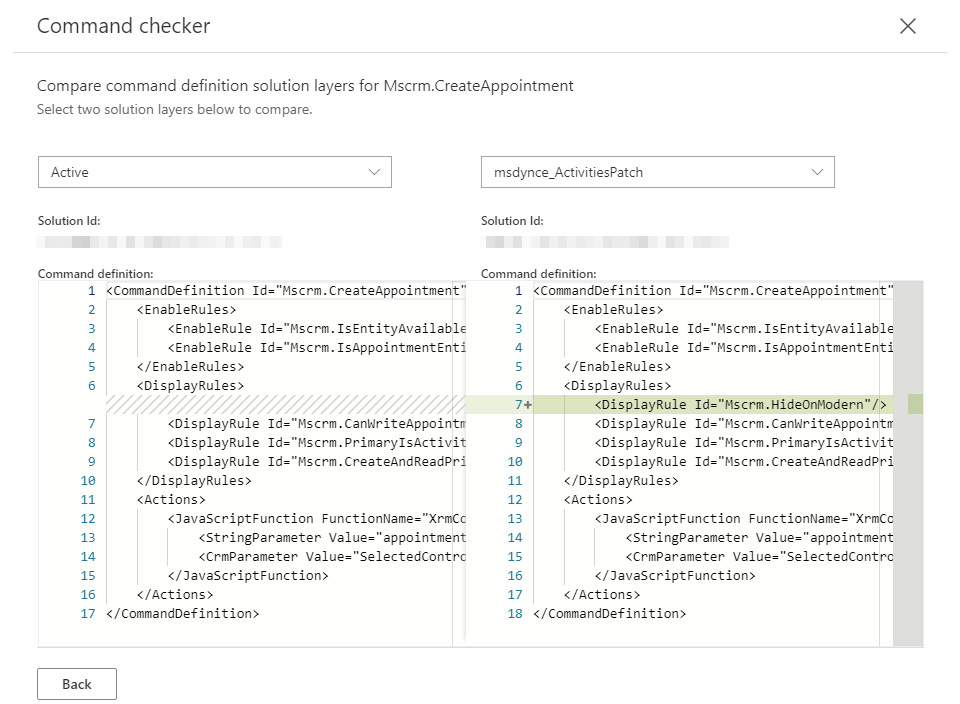 Command checker
Compare command definition solution layers for Mscrm.CreateAppointment
Select two solution layers below to compare.
Active
msdynce_ActivitiesPatch
Solution Id:
Solution Id:
Command definition:
Command definition:
1 <CommandDefinition Id="Mscrm.CreateAppointment"
2 <EnableRules>
3 <EnableRule Id="Mscrm.IsEntityAvailable
4 <EnableRule Id="Mscrm.IsAppointmentEnti
5 </EnableRules>
6 <DisplayRules>
7 <DisplayRule Id="Mscrm.CanWriteAppointm
8 <DisplayRule Id="Mscrm.PrimaryIsActivit
9 <DisplayRule Id="Mscrm.CreateAndReadPri
10 </DisplayRules>
11 <Actions>
12 <JavaScriptFunction FunctionName="XrmCo
13 <StringParameter Value="appointment
14 <CrmParameter Value="SelectedContro
15 </JavaScriptFunction>
16 </Actions>
17 </CommandDefinition>
1 <CommandDefinition Id="Mscrm.CreateAppointment"
2 <EnableRules>
3 <EnableRule Id="Mscrm.IsEntityAvailable
4 <EnableRule Id="Mscrm.IsAppointmentEnti
5 </EnableRules>
6 <DisplayRules>
7+ <DisplayRule Id="Mscrm.HideOnModern"/>
8 <DisplayRule Id="Mscrm.CanWriteAppointm
9 <DisplayRule Id="Mscrm.PrimaryIsActivit
10 <DisplayRule Id="Mscrm.CreateAndReadPri
11 </DisplayRules>
12 <Actions>
13 <JavaScriptFunction FunctionName="XrmCo
14 <StringParameter Value="appointment
15 <CrmParameter Value="SelectedContro
16 </JavaScriptFunction>
17 </Actions>
18 </CommandDefinition>
Back